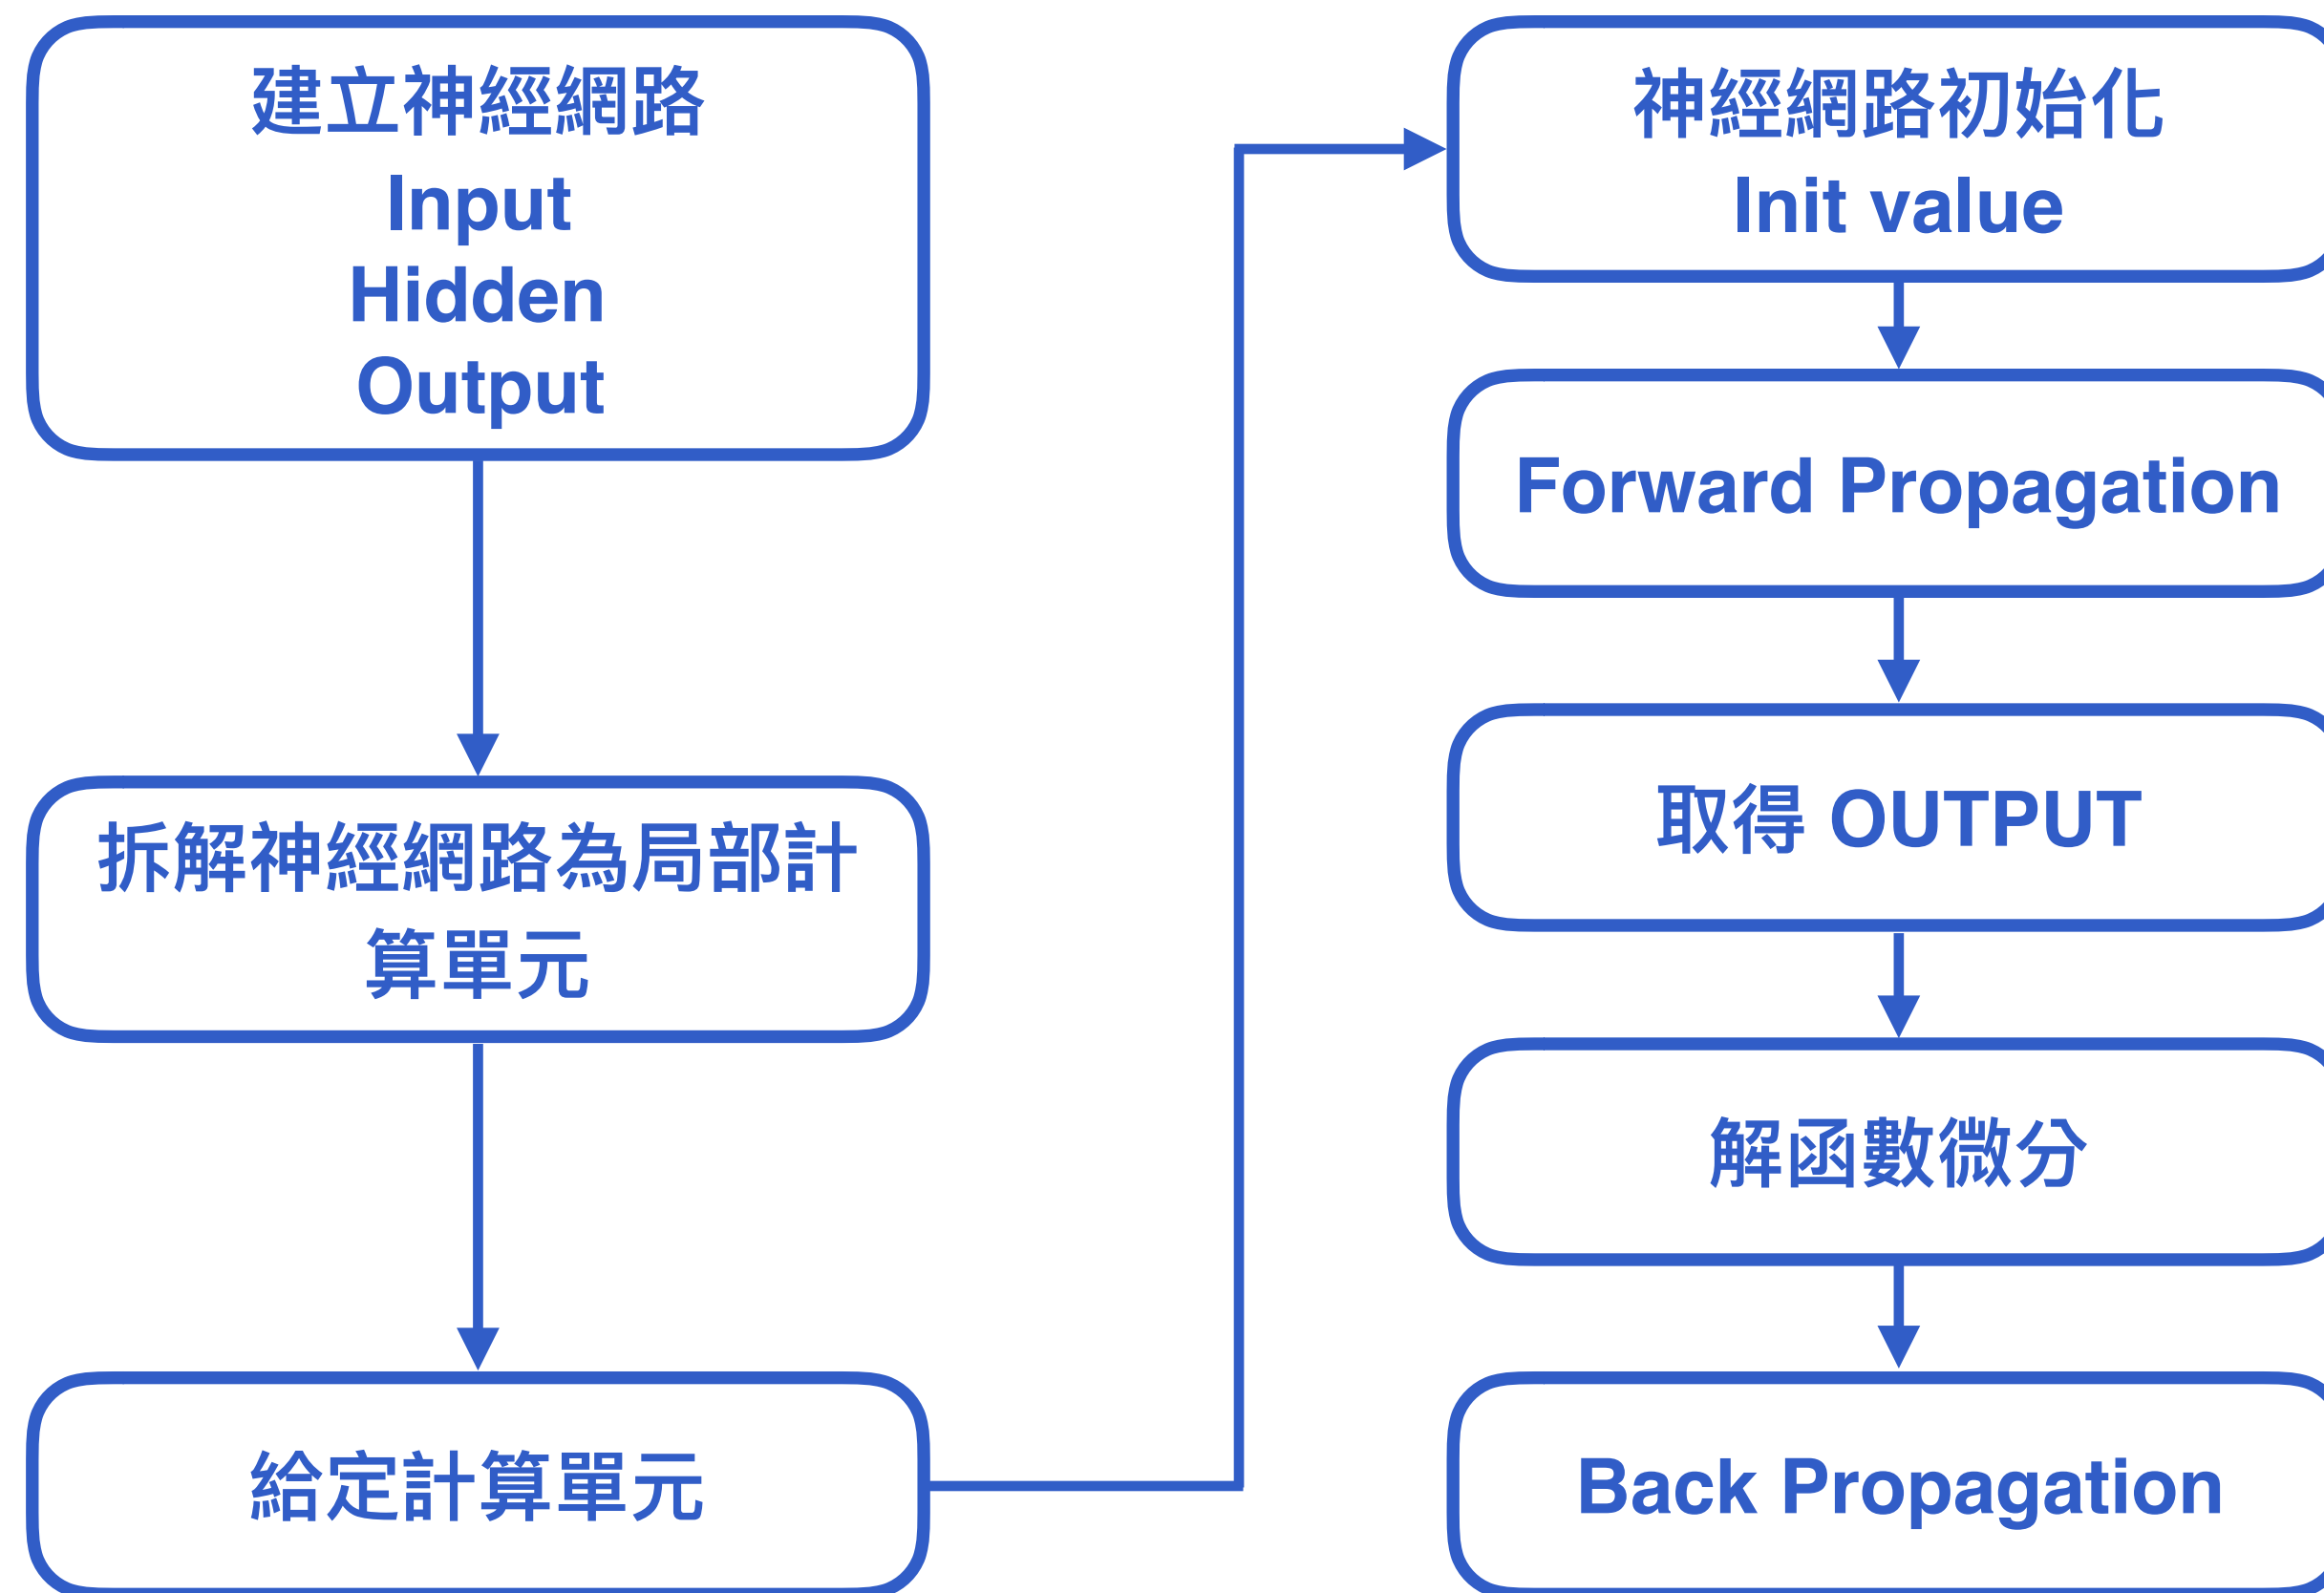 建立神經網路
Input
Hidden
Output
拆解神經網路為局部計
算單元
給定計算單元
神經網路初始化
Init value
Forward Propagation
取得 OUTPUT
解函數微分
Back Propagation